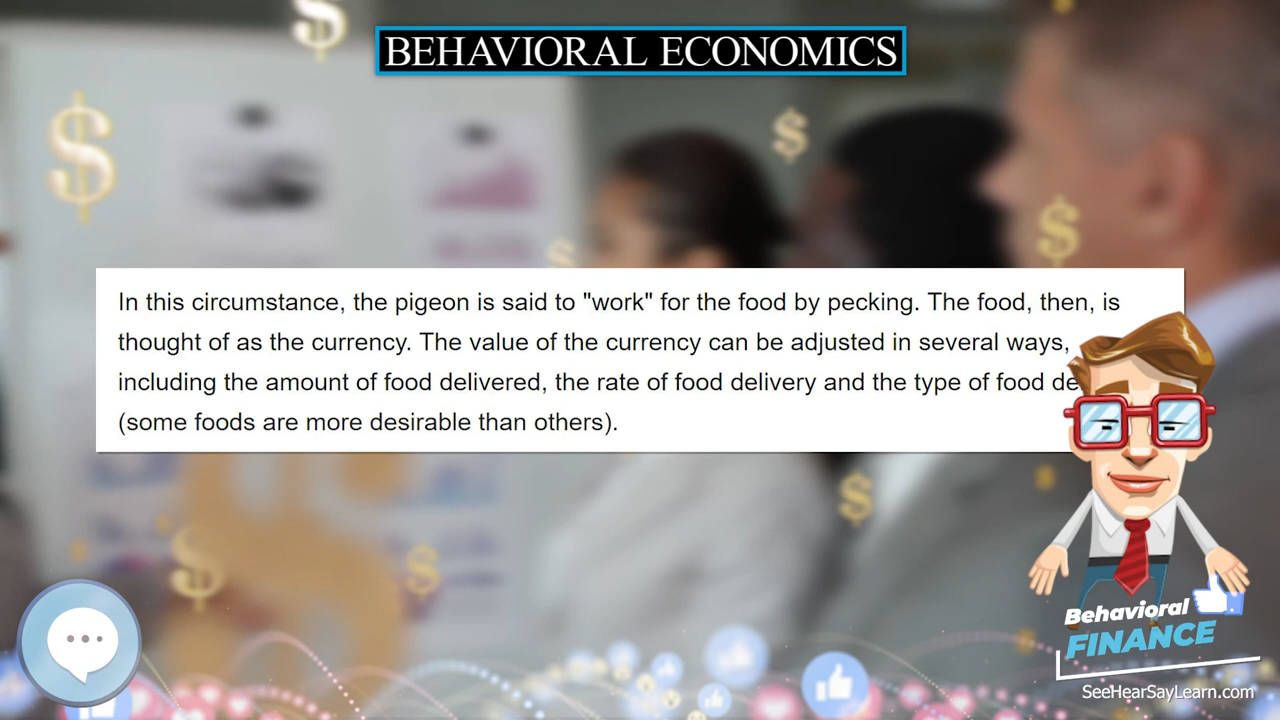 BEHAVIORAL ECONOMICS
In this circumstance, the pigeon is said to "work" for the food by pecking. The food, then, is
thought of as the currency. The value of the currency can be adjusted in several ways,
including the amount of food delivered, the rate of food delivery and the type of food
(some foods are more desirable than others).
Behavioral
FINANCE
SeeHearSayLearn.com